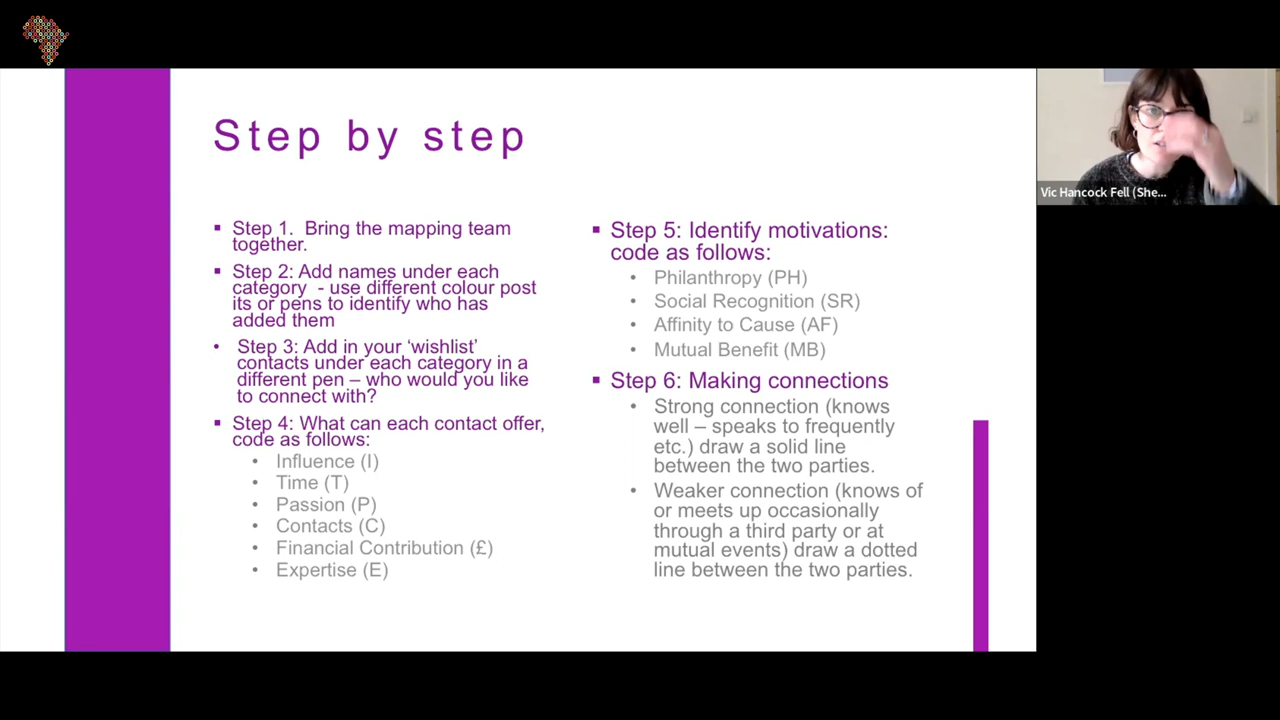 Step by step
Step 1.  Bring the mapping team
together.
Step 2: Add names under each
category  - use different colour post
its or pens to identify who has
added them
Step 3: Add in your ‘wishlist’
contacts under each category in a
different pen – who would you like
to connect with?
Step 4: What can each contact offer,
code as follows:
Influence (I)
Time (T)
Passion (P)
Contacts (C)
Financial Contribution (£)
Expertise (E)
Step 5: Identify motivations:
code as follows:
Philanthropy (PH)
Social Recognition (SR)
Affinity to Cause (AF)
Mutual Benefit (MB)
Step 6: Making connections
Strong connection (knows
well – speaks to frequently
etc.) draw a solid line
between the two parties.
Weaker connection (knows of
or meets up occasionally
through a third party or at
mutual events) draw a dotted
line between the two parties.
Vic Hancock Fell (She...